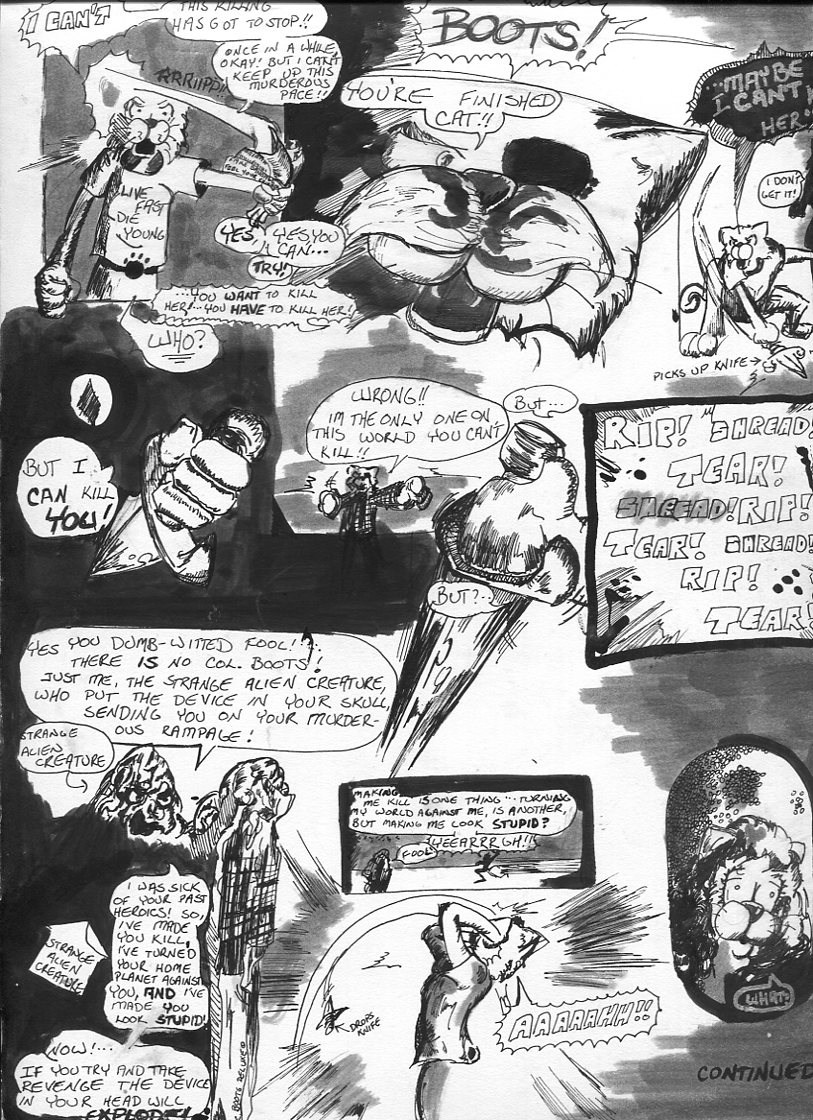 I CAN'T
THIS KILLING
HAS GOT TO STOP!!
ONCE IN A WHILE,
OKAY! BUT I CAN'T
KEEP UP THIS
MURDEROUS
PACE!!
RRRIIPP!!
LIVE
FAST
DIE
YOUNG
YES, YES, YOU
CAN...
TRY!
...YOU WANT TO KILL
HER!...YOU HAVE TO KILL HER!
WHO?
BOOTS!
YOU'RE FINISHED
CAT!!
...MAYBE
I CAN'T
HER!
I DON'T
GET IT!
PICKS UP KNIFE→
BUT I
CAN KILL
YOU!
WRONG!!
IM THE ONLY ONE ON
THIS WORLD YOU CAN'T
KILL!!
BUT...
BUT?...
RIP! SHREAD!
TEAR!
SHREAD! RIP!
TEAR! SHREAD!
RIP!
TEAR!
YES YOU DUMB-WITTED FOOL!...
THERE IS NO COL. BOOTS!
JUST ME, THE STRANGE ALIEN CREATURE,
WHO PUT THE DEVICE IN YOUR SKULL,
SENDING YOU ON YOUR MURDER-
OUS RAMPAGE!
STRANGE
ALIEN
CREATURE
MAKING
ME KILL IS ONE THING... TURNING
MY WORLD AGAINST ME, IS ANOTHER,
BUT MAKING ME LOOK STUPID?
YEEARRRGH!!
FOOL
WHAT?
I WAS SICK
OF YOUR PAST
HEROICS! SO,
I'VE MADE
YOU KILL,
I'VE TURNED
YOUR HOME
PLANET AGAINST
YOU, AND I'VE
MADE YOU
LOOK STUPID!
STRANGE
ALIEN
CREATURE
NOW!...
IF YOU TRY AND TAKE
REVENGE THE DEVICE
IN YOUR HEAD WILL
EXPLODE!
DROPS
KNIFE
AAAAAHH!!
CONTINUED